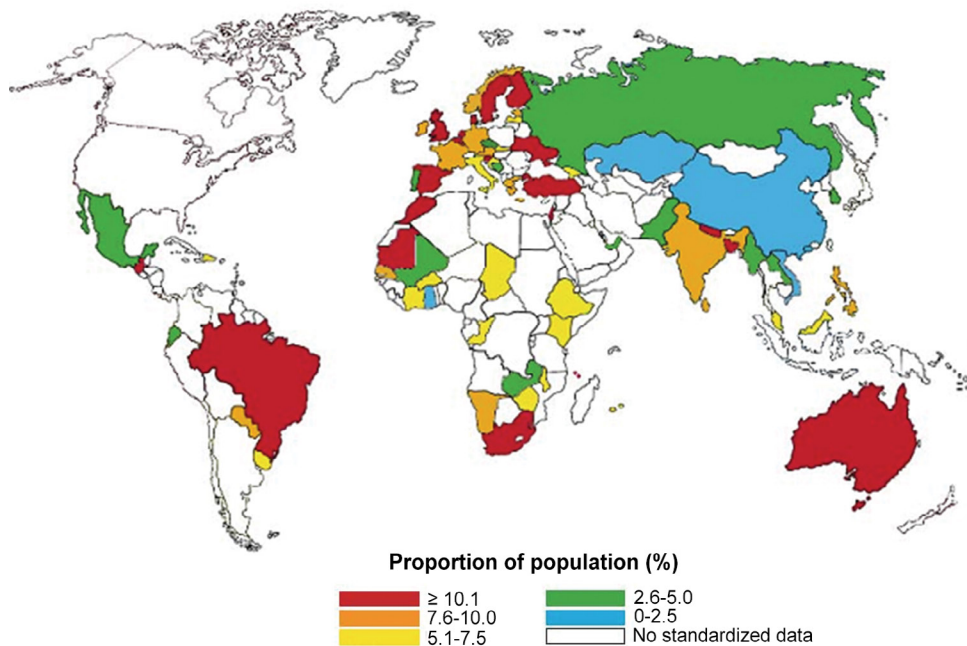 Proportion of population (%)
≥ 10.1
7.6-10.0
5.1-7.5
2.6-5.0
0-2.5
No standardized data